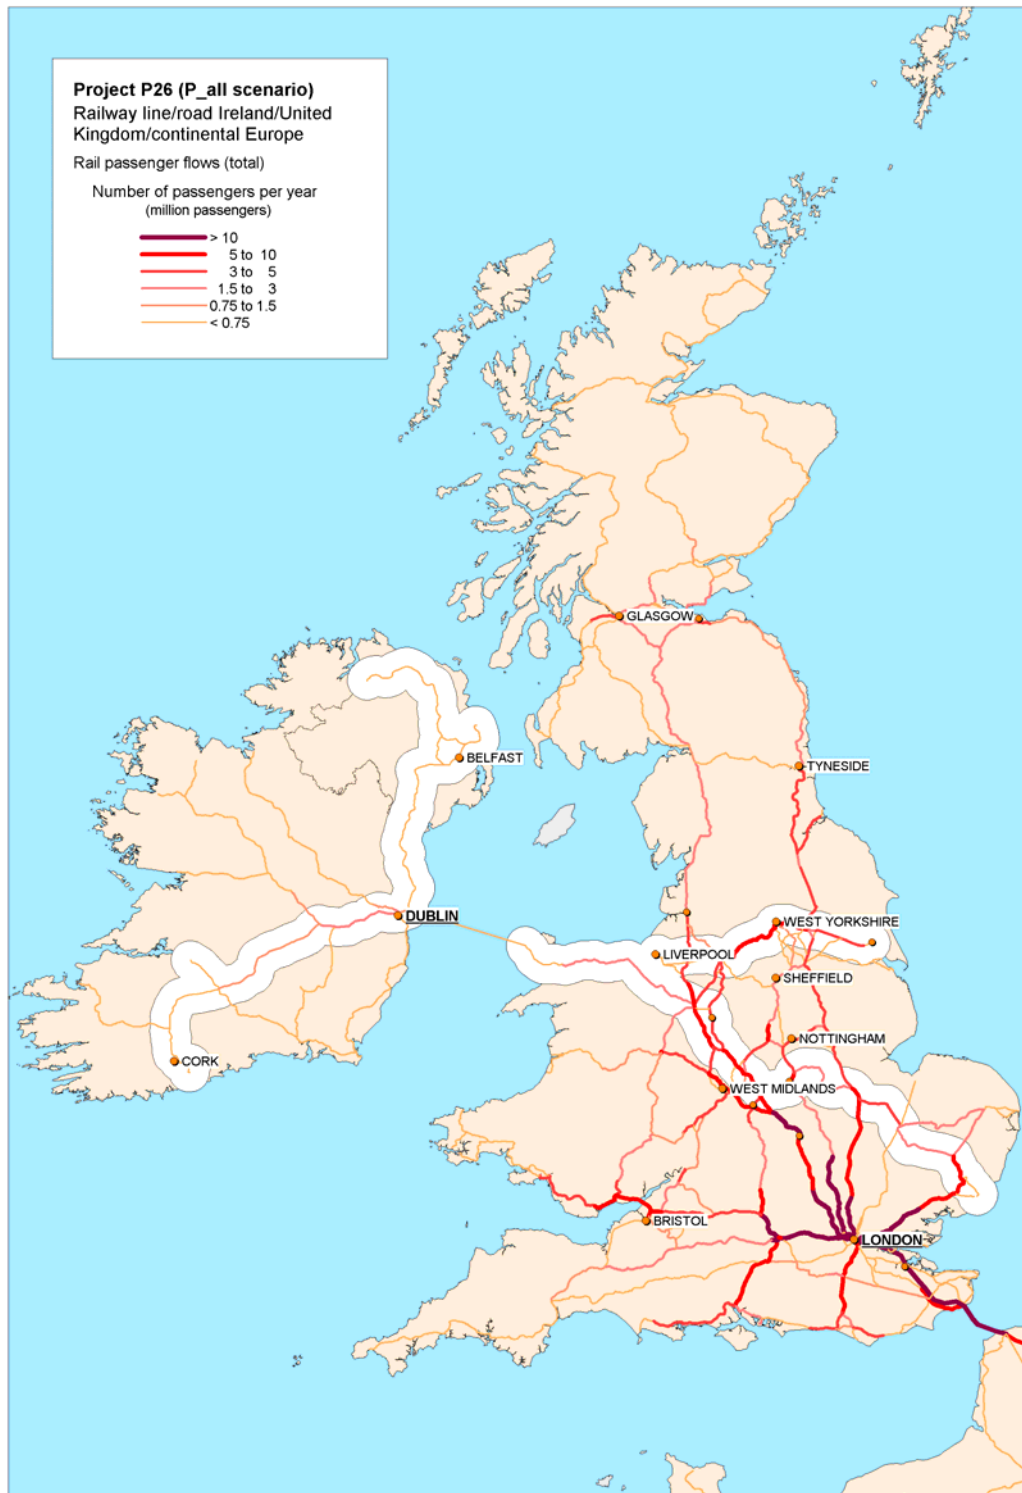 Project P26 (P_all scenario)
Railway line/road Ireland/United
Kingdom/continental Europe
Rail passenger flows (total)
Number of passengers per year
(million passengers)
> 10
5 to 10
3 to 5
1.5 to 3
0.75 to 1.5
< 0.75
GLASGOW
BELFAST
TYNESIDE
DUBLIN
WEST YORKSHIRE
LIVERPOOL
SHEFFIELD
NOTTINGHAM
CORK
WEST MIDLANDS
BRISTOL
LONDON